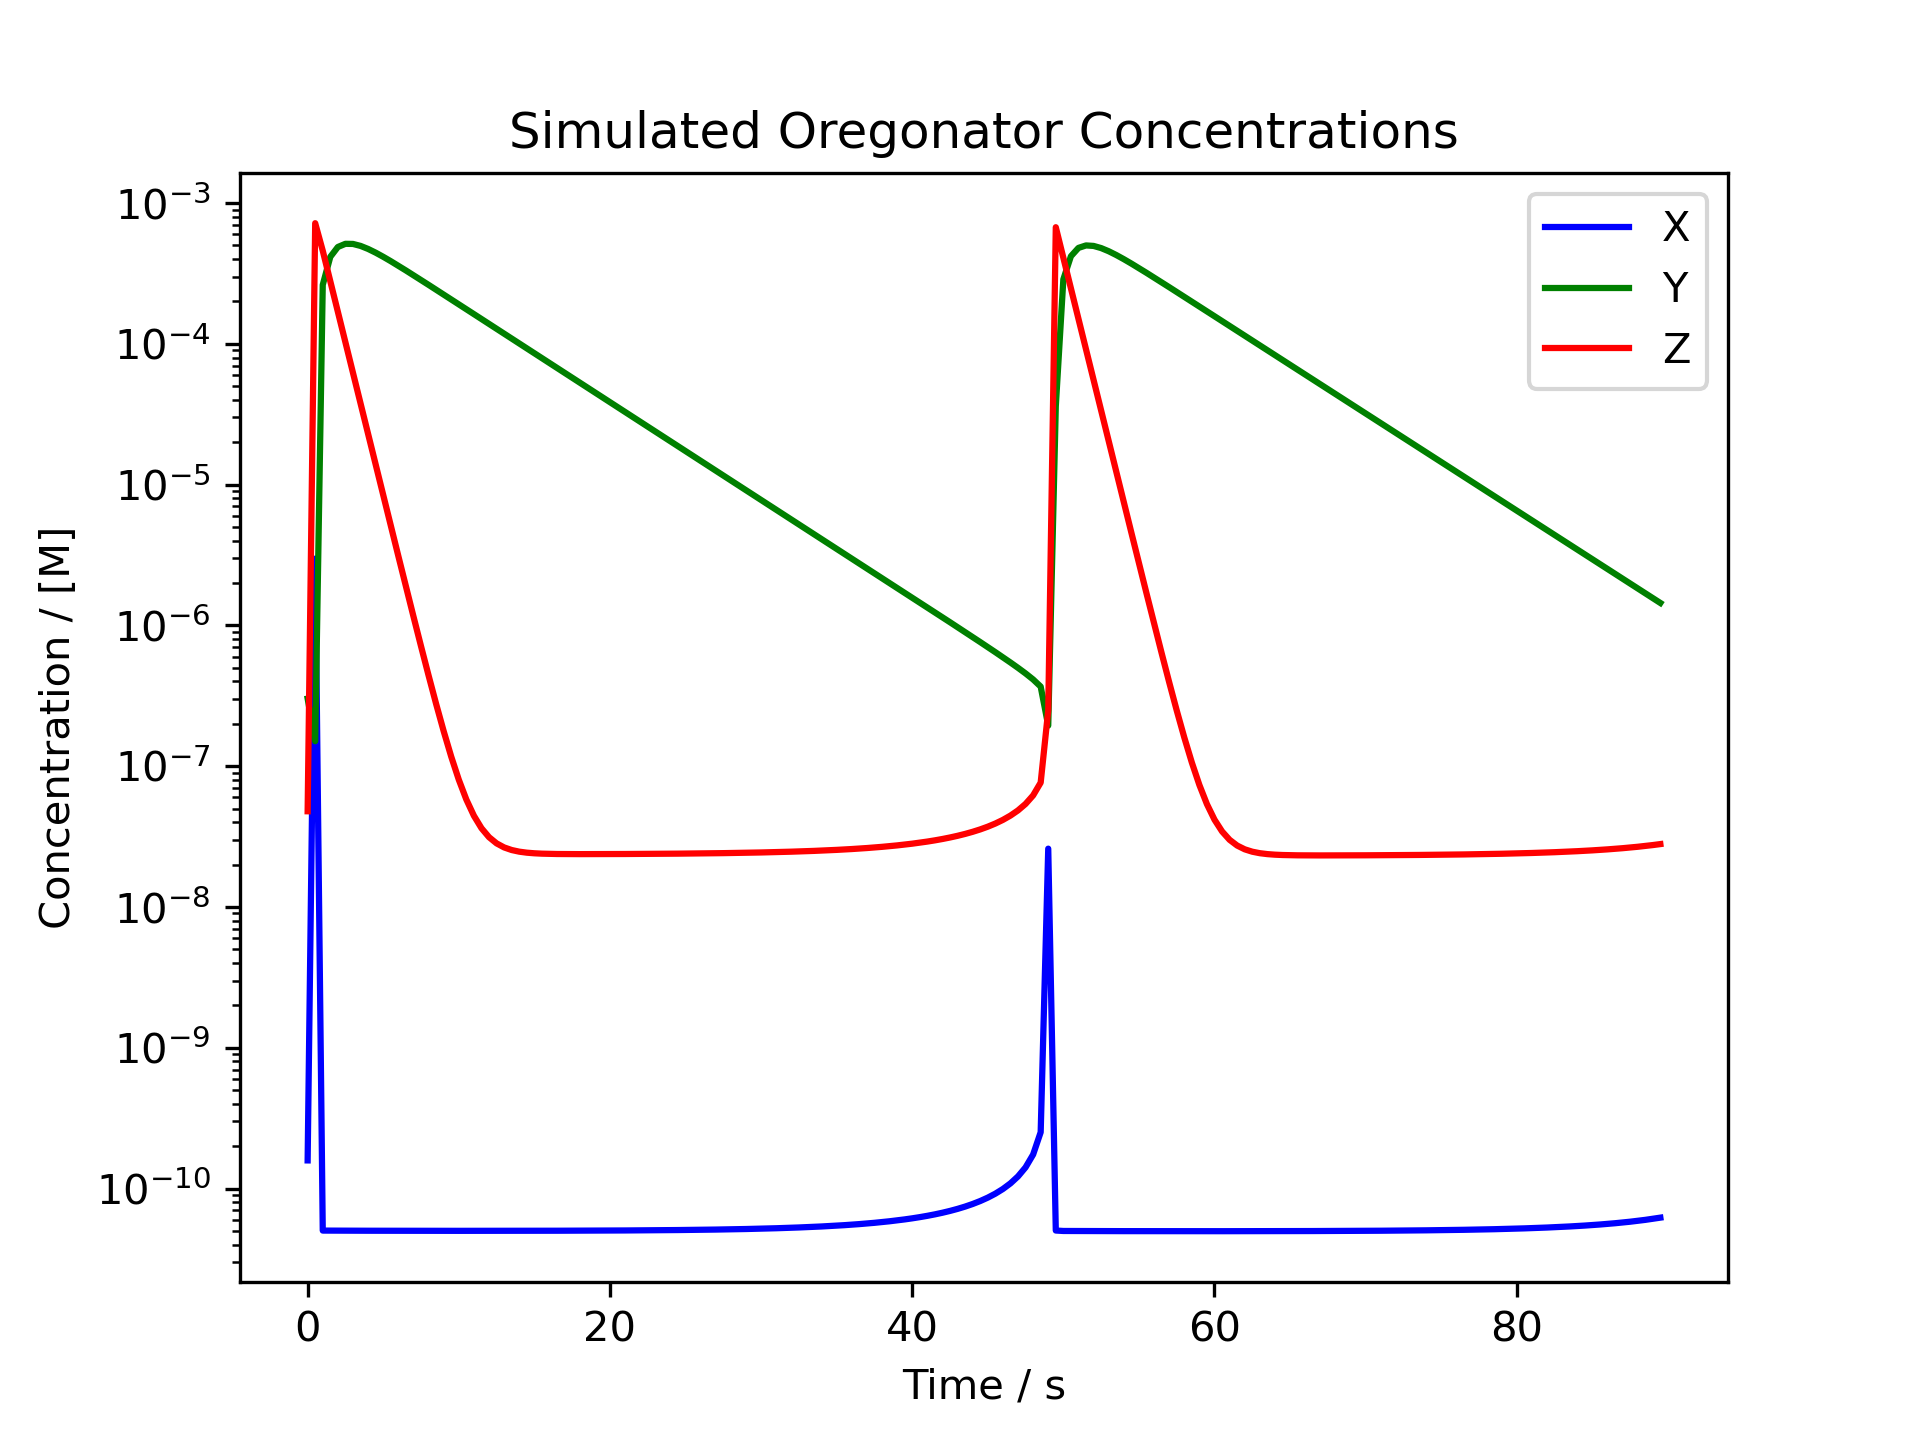 Simulated Oregonator Concentrations
X
Y
Z
10⁻³
10⁻⁴
10⁻⁵
10⁻⁶
10⁻⁷
10⁻⁸
10⁻⁹
10⁻¹⁰
Concentration / [M]
0 20 40 60 80
Time / s